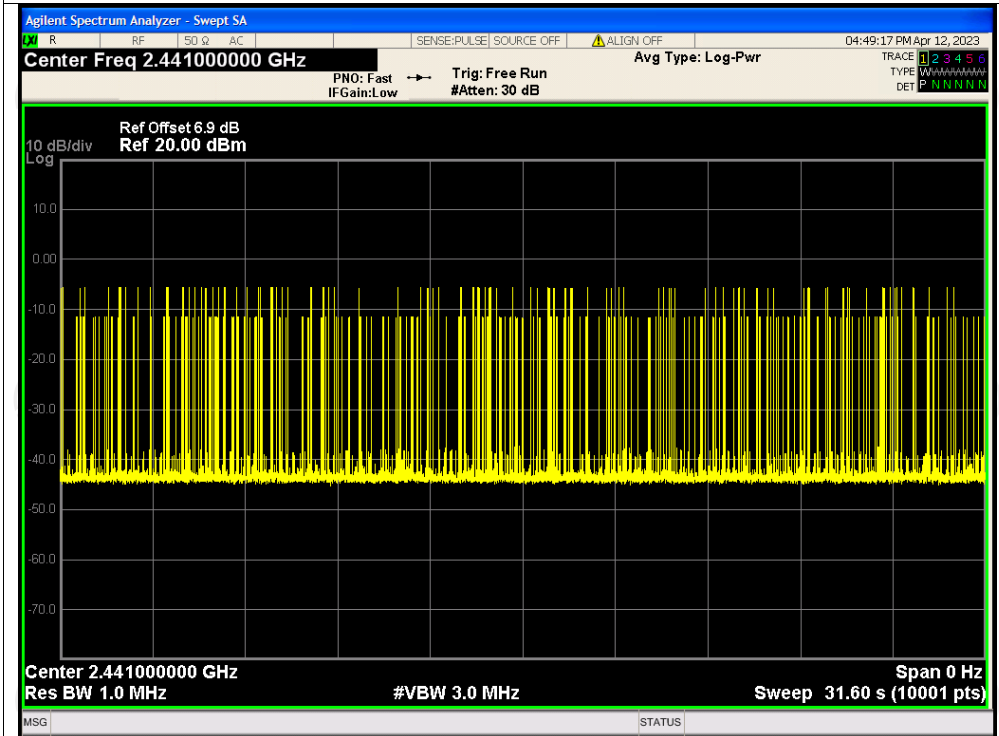 Agilent Spectrum Analyzer - Swept SA
LXI R RF 50 Ω AC SENSE:PULSE SOURCE OFF ALIGN OFF 04:49:17 PM Apr 12, 2023
Center Freq 2.441000000 GHz Avg Type: Log-Pwr TRACE 1 2 3 4 5 6
PNO: Fast Trig: Free Run TYPE W
IFGain:Low #Atten: 30 dB DET P N N N N N
Ref Offset 6.9 dB
10 dB/div Ref 20.00 dBm
Log
10.0
0.00
-10.0
-20.0
-30.0
-40.0
-50.0
-60.0
-70.0
Center 2.441000000 GHz Span 0 Hz
Res BW 1.0 MHz #VBW 3.0 MHz Sweep 31.60 s (10001 pts)
MSG STATUS